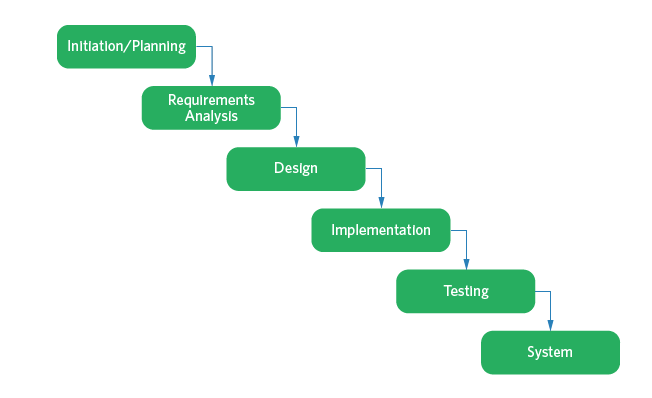 Initiation/Planning
Requirements
Analysis
Design
Implementation
Testing
System